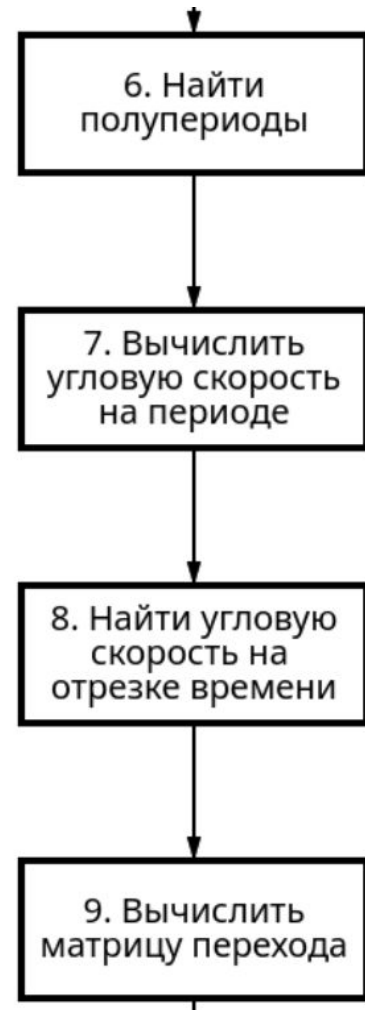 6. Найти
полупериоды
7. Вычислить
угловую скорость
на периоде
8. Найти угловую
скорость на
отрезке времени
9. Вычислить
матрицу перехода